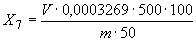 X₇ = V · 0,0003269 · 500 · 100 / m · 50